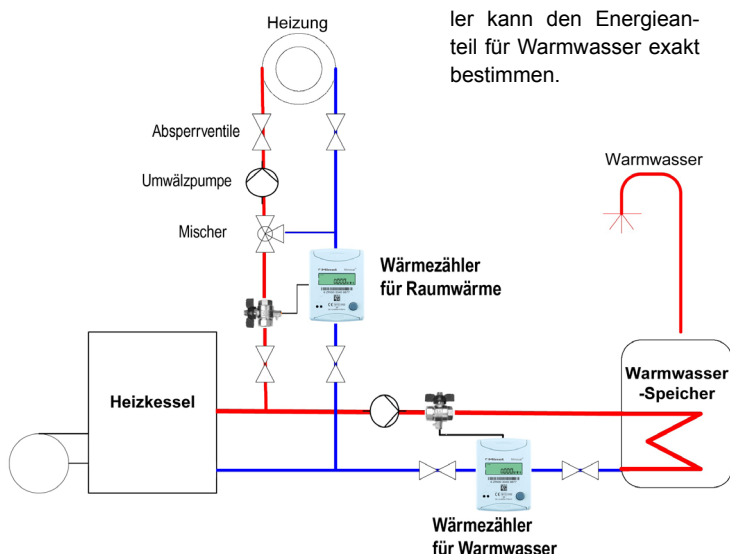 Heizung
ler kann den Energiean-
teil für Warmwasser exakt
bestimmen.
Absperrventile
Umwälzpumpe
Mischer
Warmwasser
Wärmezähler
für Raumwärme
Heizkessel
Warmwasser
-Speicher
Wärmezähler
für Warmwasser